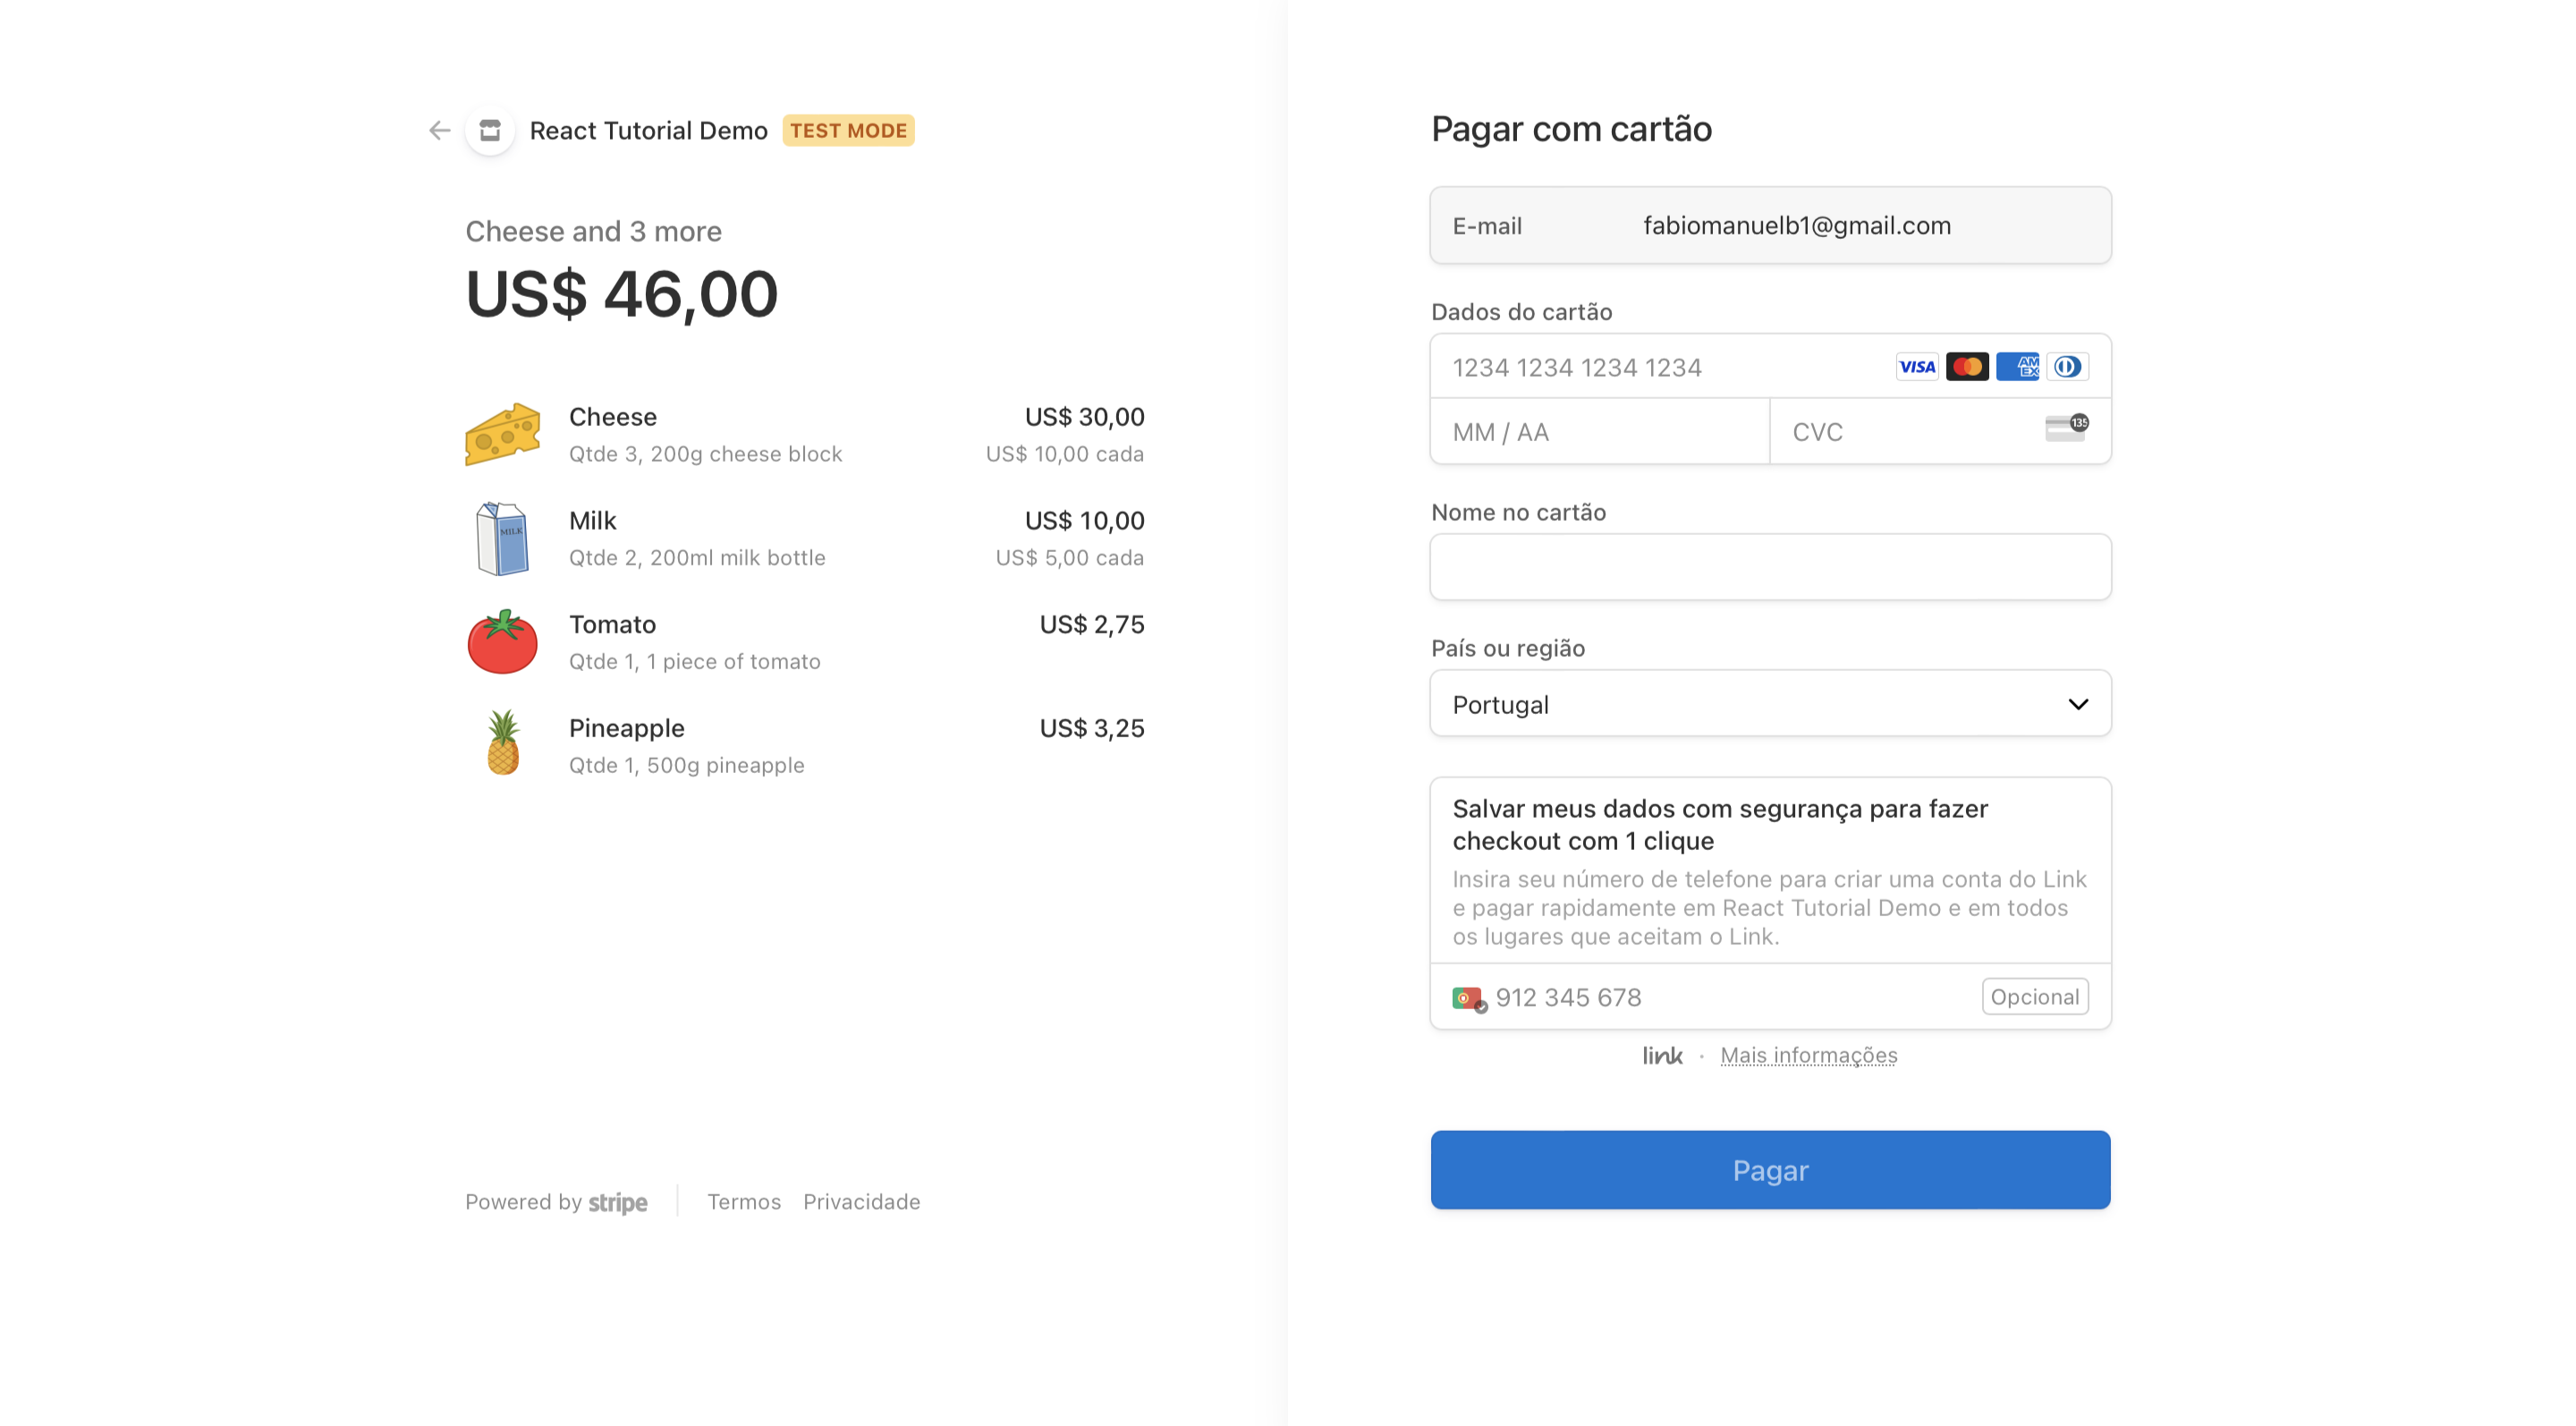 React Tutorial Demo TEST MODE
Cheese and 3 more
US$ 46,00
Cheese US$ 30,00
Qtde 3, 200g cheese block US$ 10,00 cada
MILK
Milk US$ 10,00
Qtde 2, 200ml milk bottle US$ 5,00 cada
Tomato US$ 2,75
Qtde 1, 1 piece of tomato
Pineapple US$ 3,25
Qtde 1, 500g pineapple
Powered by stripe Termos Privacidade
Pagar com cartão
E-mail fabiomanuelb1@gmail.com
Dados do cartão
1234 1234 1234 1234 VISA AMEX
MM / AA CVC 135
Nome no cartão
País ou região
Portugal
Salvar meus dados com segurança para fazer
checkout com 1 clique
Insira seu número de telefone para criar uma conta do Link
e pagar rapidamente em React Tutorial Demo e em todos
os lugares que aceitam o Link.
912 345 678 Opcional
link · Mais informações
Pagar